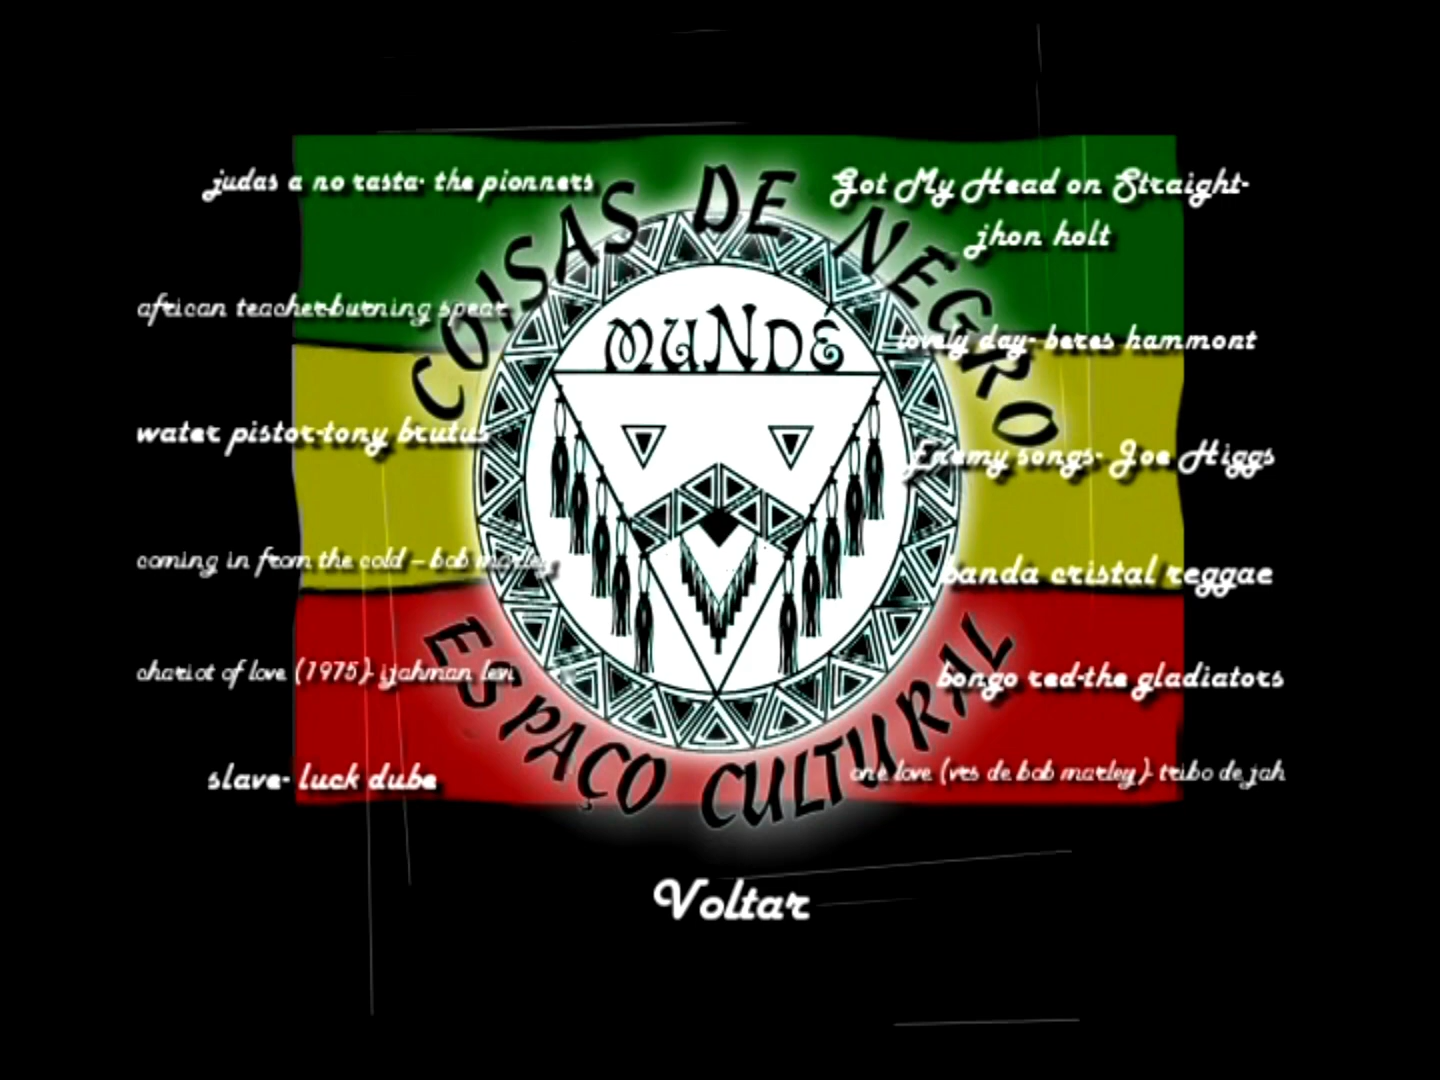 COISAS DE NEGRO
MUNDÉ
ESPAÇO CULTURAL
judas a no rasta- the pionners
african teacher-burning spear
water pistor-tony brutus
coming in from the cold – bob marley
chariot of love (1975)- ijahman levi
slave- luck dube
Got My Head on Straight-
jhon holt
lovely day- beres hammont
Enemy songs- Joe Higgs
banda cristal reggae
bongo red-the gladiators
one love (vrs de bob marley)- tribo de jah
Voltar